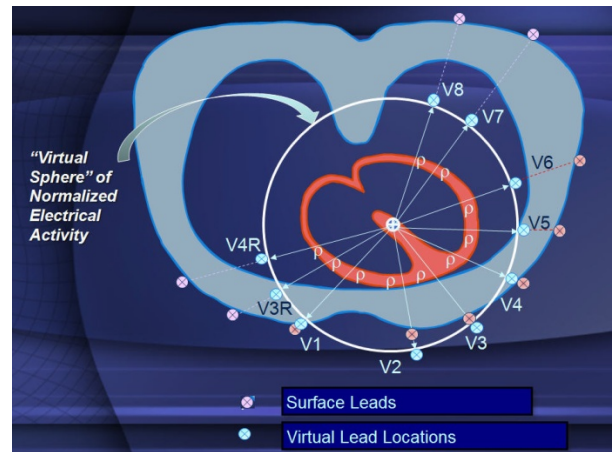 V8
V7
"Virtual
Sphere" of
Normalized
Electrical
Activity
V6
V5
V4R
V4
V3R
V1
V3
V2
ρ
ρ
ρ
ρ
ρ
ρ
ρ
ρ
ρ
ρ
Surface Leads
Virtual Lead Locations